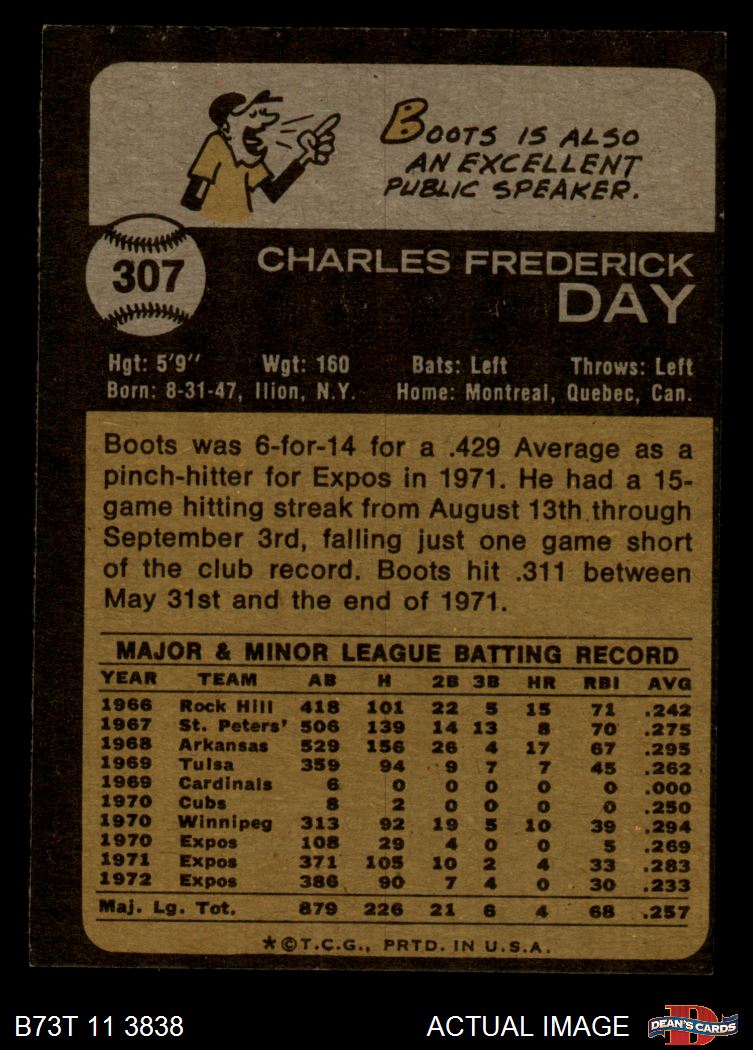 BOOTS IS ALSO
AN EXCELLENT
PUBLIC SPEAKER.
307
CHARLES FREDERICK
DAY
Hgt: 5'9" Wgt: 160 Bats: Left Throws: Left
Born: 8-31-47, Ilion, N.Y. Home: Montreal, Quebec, Can.
Boots was 6-for-14 for a .429 Average as a
pinch-hitter for Expos in 1971. He had a 15-
game hitting streak from August 13th through
September 3rd, falling just one game short
of the club record. Boots hit .311 between
May 31st and the end of 1971.
MAJOR & MINOR LEAGUE BATTING RECORD
YEAR TEAM AB H 2B 3B HR RBI AVG
1966 Rock Hill 418 101 22 5 15 71 .242
1967 St. Peters' 506 139 14 13 8 70 .275
1968 Arkansas 529 156 26 4 17 67 .295
1969 Tulsa 359 94 9 7 7 45 .262
1969 Cardinals 6 0 0 0 0 0 .000
1970 Cubs 8 2 0 0 0 0 .250
1970 Winnipeg 313 92 19 5 10 39 .294
1970 Expos 108 29 4 0 0 5 .269
1971 Expos 371 105 10 2 4 33 .283
1972 Expos 386 90 7 4 0 30 .233
Maj. Lg. Tot. 879 226 21 6 4 68 .257
*©T.C.G., PRTD. IN U.S.A.
B73T 11 3838 ACTUAL IMAGE D DEAN'S CARDS